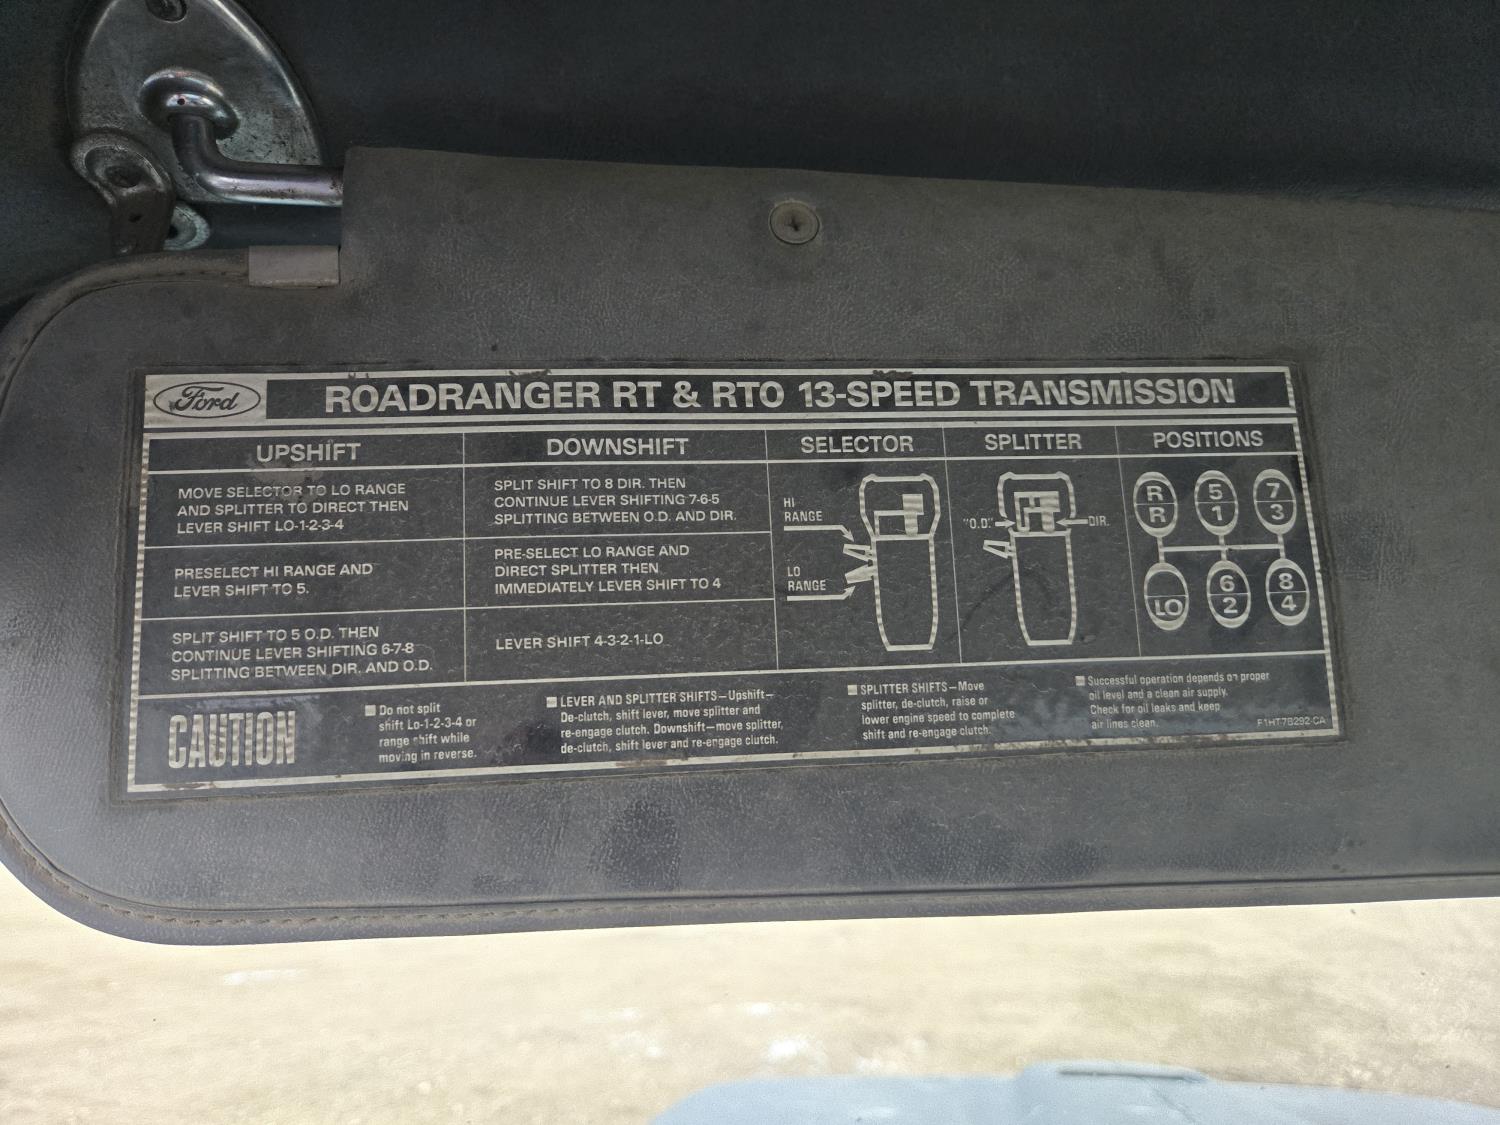 Ford
ROADRANGER RT & RTO 13-SPEED TRANSMISSION
UPSHIFT
MOVE SELECTOR TO LO RANGE
AND SPLITTER TO DIRECT THEN
LEVER SHIFT LO-1-2-3-4
PRESELECT HI RANGE AND
LEVER SHIFT TO 5.
SPLIT SHIFT TO 5 O.D. THEN
CONTINUE LEVER SHIFTING 6-7-8
SPLITTING BETWEEN DIR. AND O.D.
DOWNSHIFT
SPLIT SHIFT TO 8 DIR. THEN
CONTINUE LEVER SHIFTING 7-6-5
SPLITTING BETWEEN O.D. AND DIR.
PRE-SELECT LO RANGE AND
DIRECT SPLITTER THEN
IMMEDIATELY LEVER SHIFT TO 4
LEVER SHIFT 4-3-2-1-LO
SELECTOR
HI
RANGE
LO
RANGE
SPLITTER
"O.D."
DIR.
POSITIONS
R 5 7
R 1 3
6 8
LO 2 4
CAUTION
Do not split
shift Lo-1-2-3-4 or
range shift while
moving in reverse.
LEVER AND SPLITTER SHIFTS—Upshift—
De-clutch, shift lever, move splitter and
re-engage clutch. Downshift—move splitter,
de-clutch, shift lever and re-engage clutch.
SPLITTER SHIFTS—Move
splitter, de-clutch, raise or
lower engine speed to complete
shift and re-engage clutch.
Successful operation depends on proper
oil level and a clean air supply.
Check for oil leaks and keep
air lines clean.
F1HT-7B292-CA